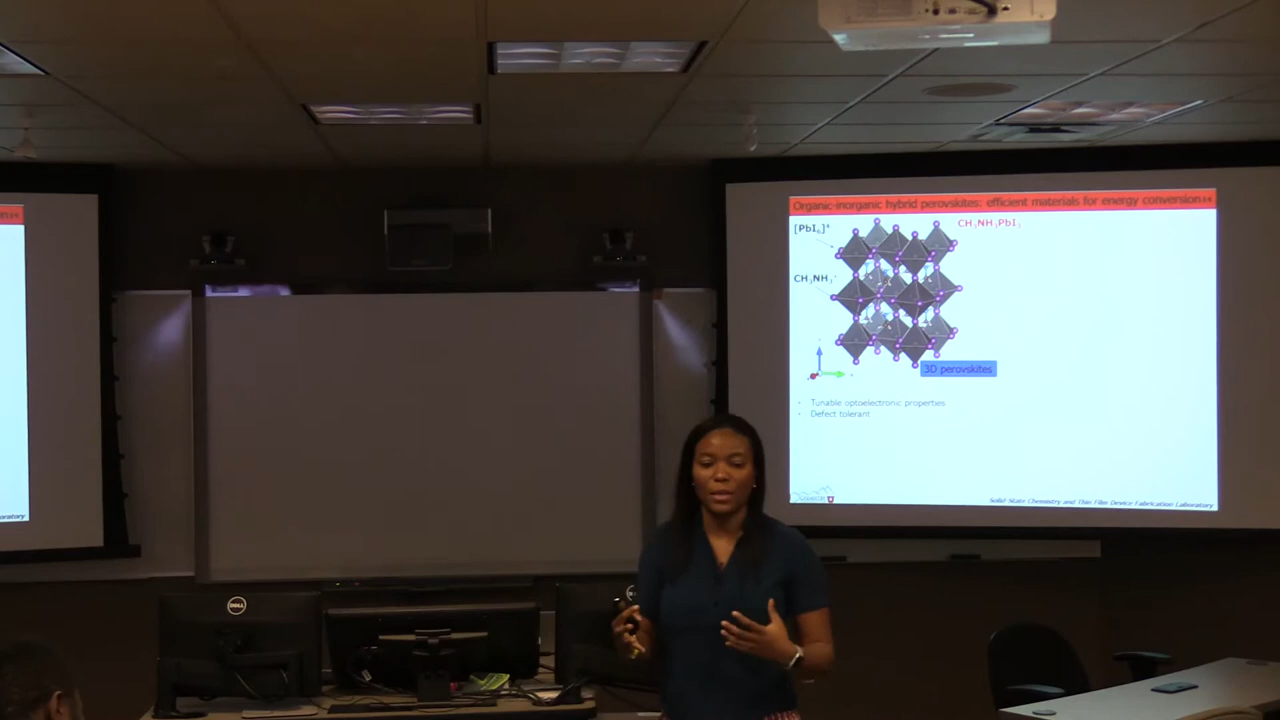 Organic-inorganic hybrid perovskites: efficient materials for energy conversion
[PbI₆]⁴⁻
CH₃NH₃PbI₃
CH₃NH₃⁺
3D perovskites
Tunable optoelectronic properties
Defect tolerant
Solid State Chemistry and Thin Film Device Fabrication Laboratory
oratory
DELL